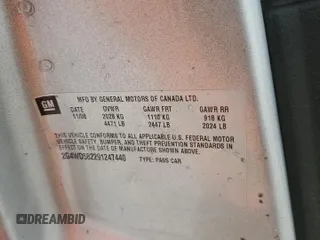 GM
MFG BY GENERAL MOTORS OF CANADA LTD.
DATE GVWR GAWR FRT GAWR RR
11/08 2028 KG 1110 KG 918 KG
4471 LB 2447 LB 2024 LB
THIS VEHICLE CONFORMS TO ALL APPLICABLE U.S. FEDERAL MOTOR
VEHICLE SAFETY, BUMPER, AND THEFT PREVENTION STANDARDS IN
EFFECT ON THE DATE OF MANUFACTURE SHOWN ABOVE.
2G4WD582291247440 TYPE: PASS CAR
DREAMBID